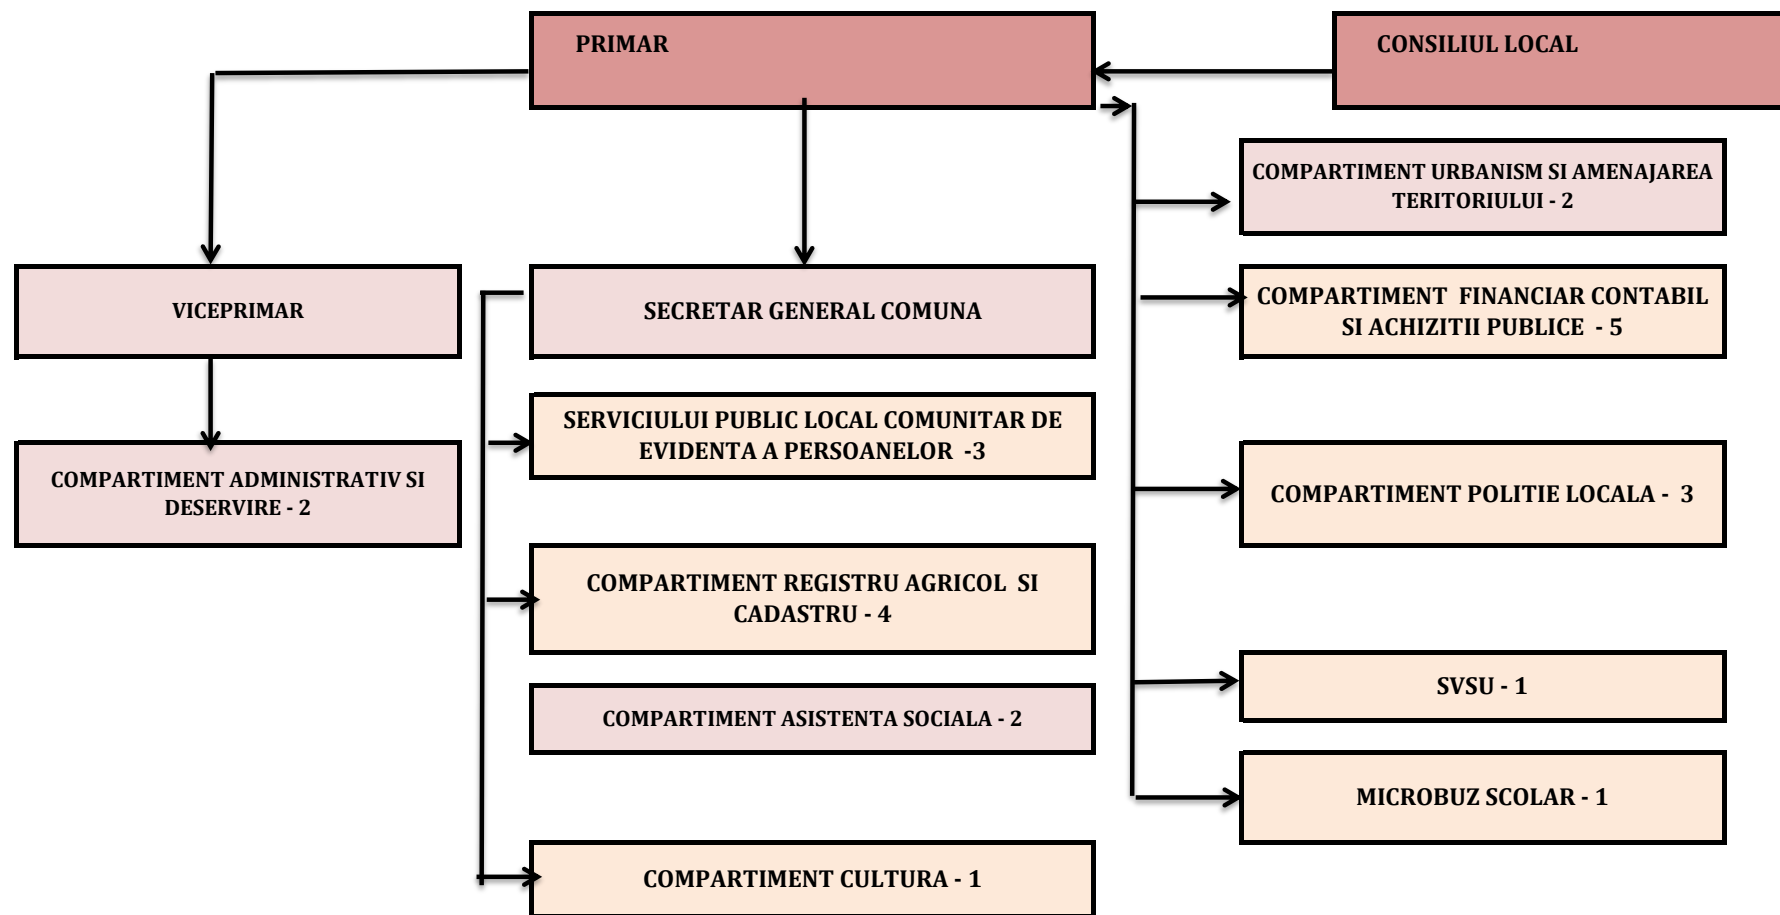 PRIMAR
CONSILIUL LOCAL
COMPARTIMENT URBANISM SI AMENAJAREA
TERITORIULUI - 2
VICEPRIMAR
SECRETAR GENERAL COMUNA
COMPARTIMENT FINANCIAR CONTABIL
SI ACHIZITII PUBLICE - 5
SERVICIULUI PUBLIC LOCAL COMUNITAR DE
EVIDENTA A PERSOANELOR -3
COMPARTIMENT ADMINISTRATIV SI
DESERVIRE - 2
COMPARTIMENT POLITIE LOCALA - 3
COMPARTIMENT REGISTRU AGRICOL SI
CADASTRU - 4
SVSU - 1
COMPARTIMENT ASISTENTA SOCIALA - 2
MICROBUZ SCOLAR - 1
COMPARTIMENT CULTURA - 1